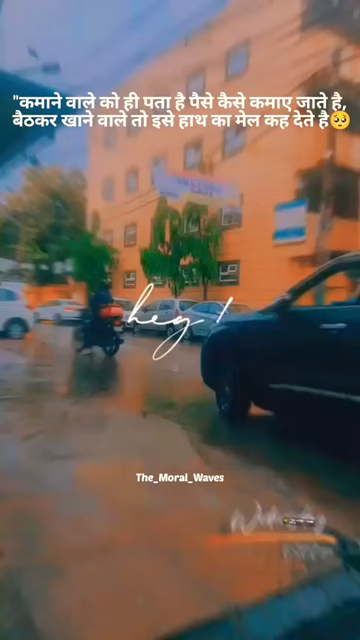 "कमाने वाले को ही पता है पैसे कैसे कमाए जाते है,
बैठकर खाने वाले तो इसे हाथ का मेल कह देते है🥺
hey !
The_Moral_Waves